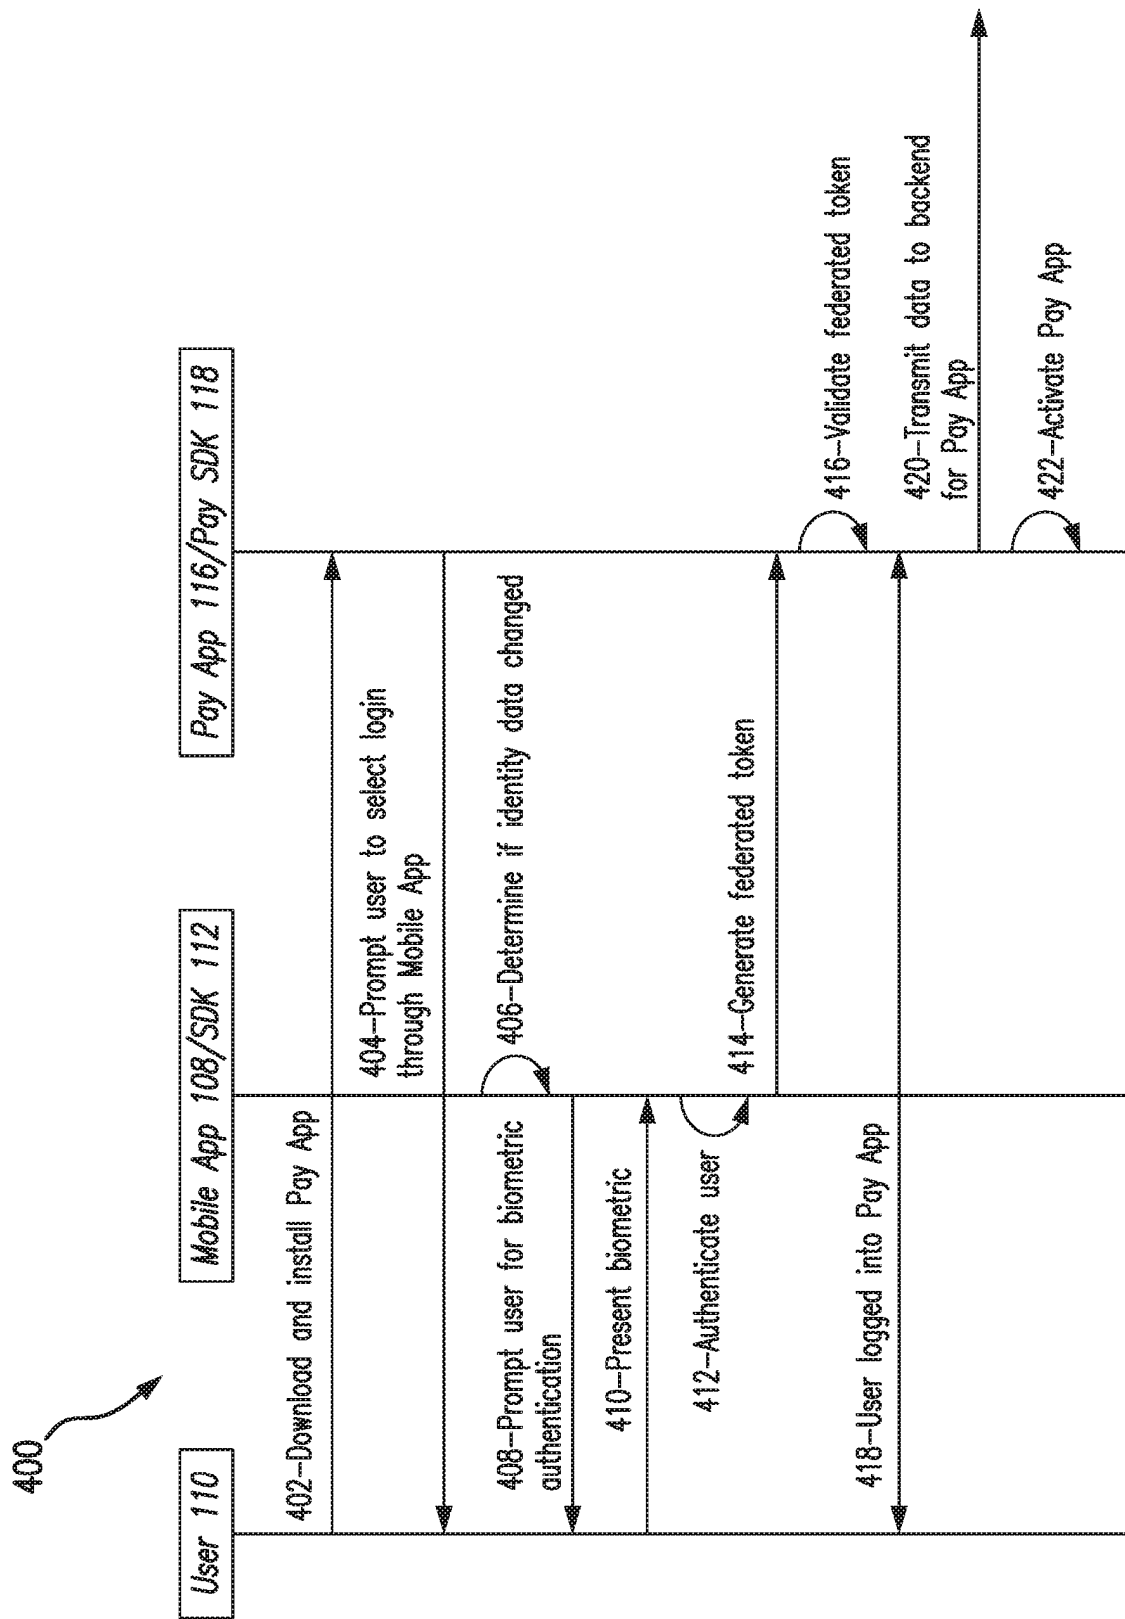 400
User 110
Mobile App 108/SDK 112
Pay App 116/Pay SDK 118
402–Download and install Pay App
404–Prompt user to select login
through Mobile App
406–Determine if identity data changed
408–Prompt user for biometric
authentication
410–Present biometric
412–Authenticate user
414–Generate federated token
416–Validate federated token
418–User logged into Pay App
420–Transmit data to backend
for Pay App
422–Activate Pay App